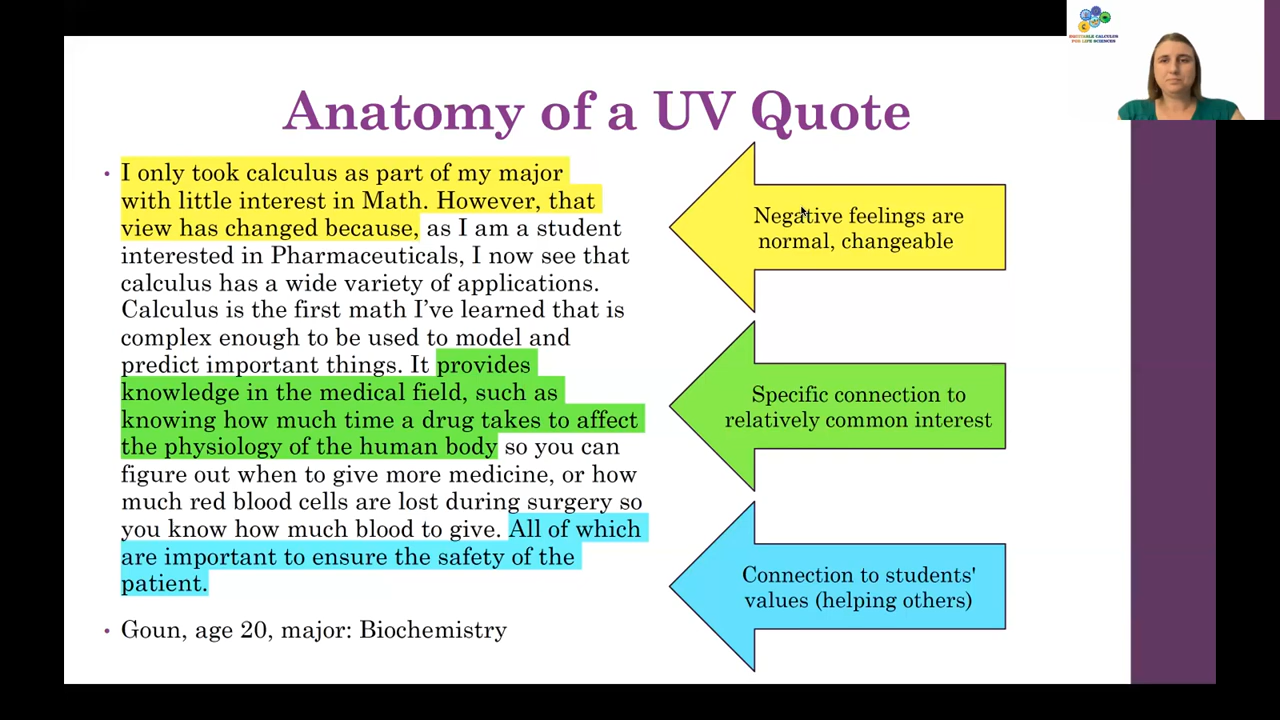 EQUITABLE CALCULUS
FOR LIFE SCIENCES
Anatomy of a UV Quote
• I only took calculus as part of my major
with little interest in Math. However, that
view has changed because, as I am a student
interested in Pharmaceuticals, I now see that
calculus has a wide variety of applications.
Calculus is the first math I’ve learned that is
complex enough to be used to model and
predict important things. It provides
knowledge in the medical field, such as
knowing how much time a drug takes to affect
the physiology of the human body so you can
figure out when to give more medicine, or how
much red blood cells are lost during surgery so
you know how much blood to give. All of which
are important to ensure the safety of the
patient.
• Goun, age 20, major: Biochemistry
Negative feelings are
normal, changeable
Specific connection to
relatively common interest
Connection to students'
values (helping others)